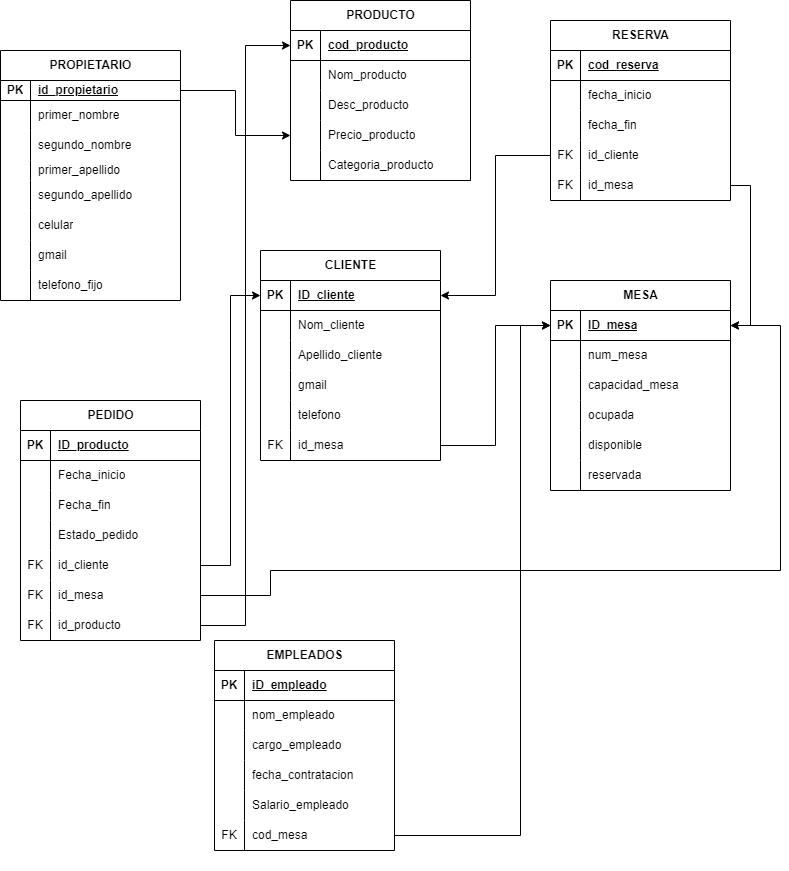 PRODUCTO
PK cod_producto
Nom_producto
Desc_producto
Precio_producto
Categoria_producto
RESERVA
PK cod_reserva
fecha_inicio
fecha_fin
FK id_cliente
FK id_mesa
PROPIETARIO
PK id_propietario
primer_nombre
segundo_nombre
primer_apellido
segundo_apellido
celular
gmail
telefono_fijo
CLIENTE
PK ID_cliente
Nom_cliente
Apellido_cliente
gmail
telefono
FK id_mesa
MESA
PK ID_mesa
num_mesa
capacidad_mesa
ocupada
disponible
reservada
PEDIDO
PK ID_producto
Fecha_inicio
Fecha_fin
Estado_pedido
FK id_cliente
FK id_mesa
FK id_producto
EMPLEADOS
PK iD_empleado
nom_empleado
cargo_empleado
fecha_contratacion
Salario_empleado
FK cod_mesa